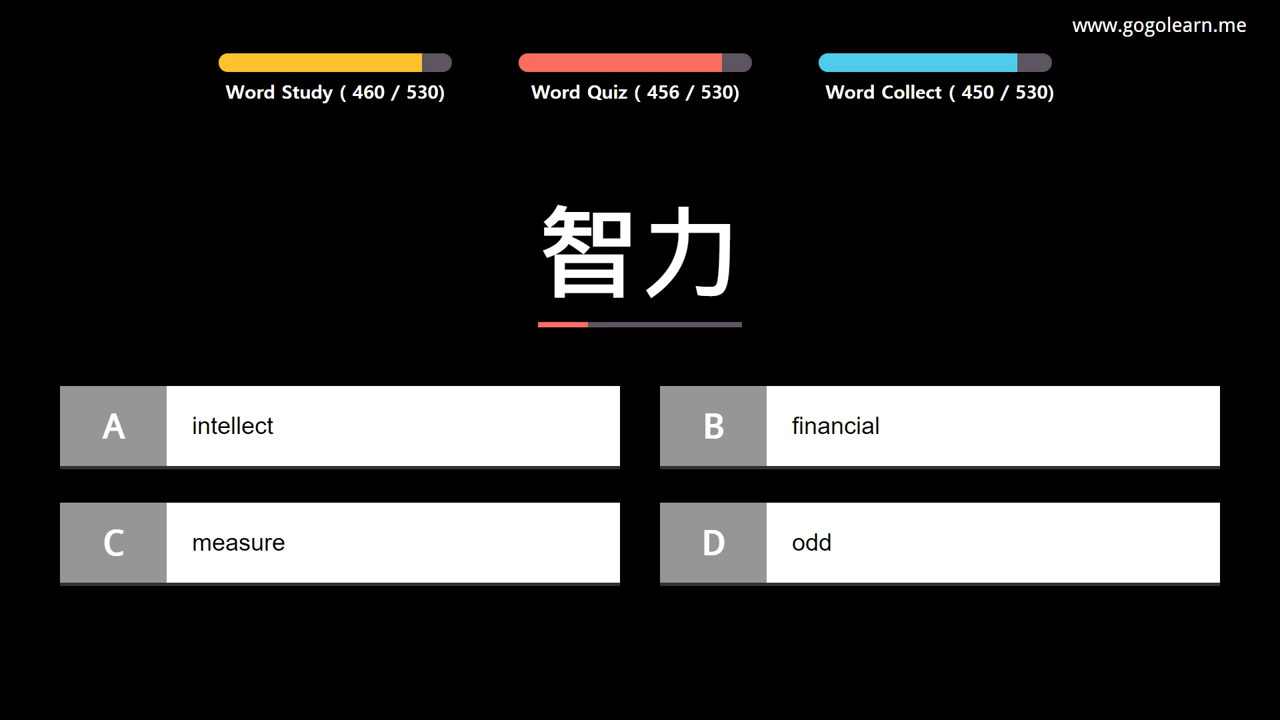 www.gogolearn.me
Word Study ( 460 / 530)
Word Quiz ( 456 / 530)
Word Collect ( 450 / 530)
智力
A intellect
B financial
C measure
D odd